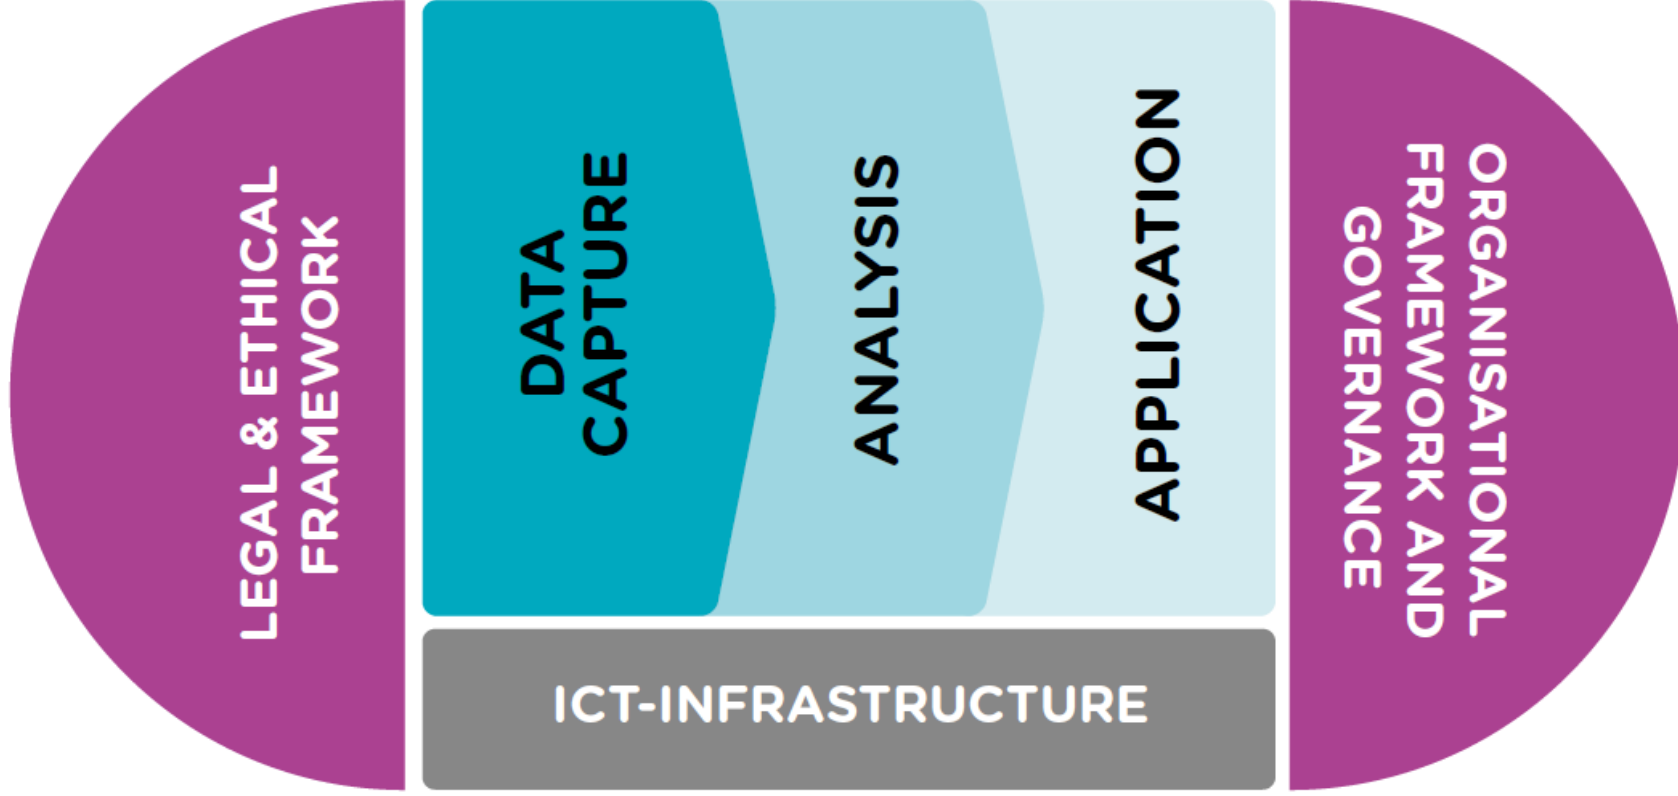 LEGAL & ETHICAL
FRAMEWORK
DATA
CAPTURE
ANALYSIS
APPLICATION
ORGANISATIONAL
FRAMEWORK AND
GOVERNANCE
ICT-INFRASTRUCTURE